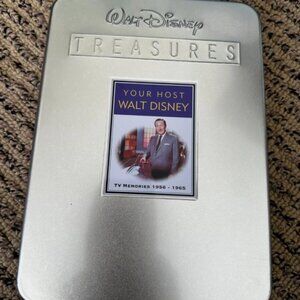 Walt Disney
TREASURES
YOUR HOST
WALT DISNEY
TV MEMORIES 1956 - 1965